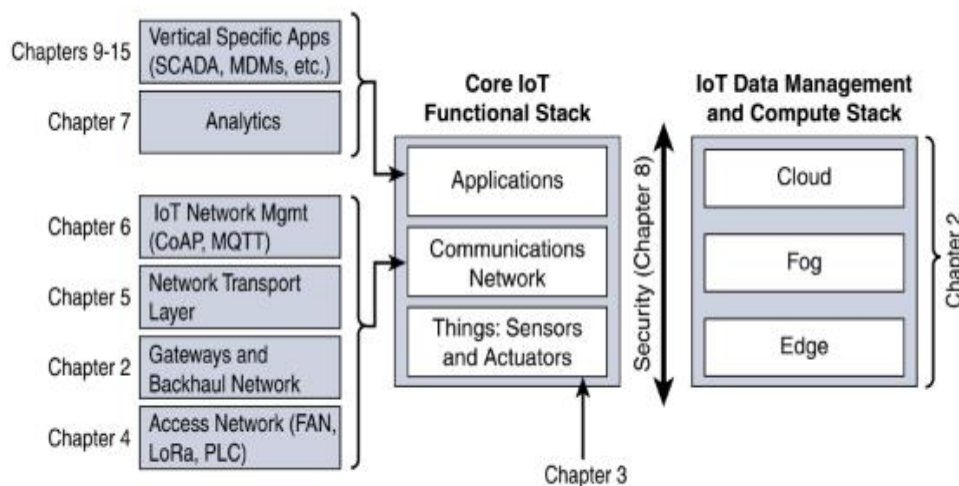 Chapters 9-15
Vertical Specific Apps
(SCADA, MDMs, etc.)
Chapter 7
Analytics
Chapter 6
IoT Network Mgmt
(CoAP, MQTT)
Chapter 5
Network Transport
Layer
Chapter 2
Gateways and
Backhaul Network
Chapter 4
Access Network (FAN,
LoRa, PLC)
Core IoT
Functional Stack
Applications
Communications
Network
Things: Sensors
and Actuators
Chapter 3
Security (Chapter 8)
IoT Data Management
and Compute Stack
Cloud
Fog
Edge
Chapter 2